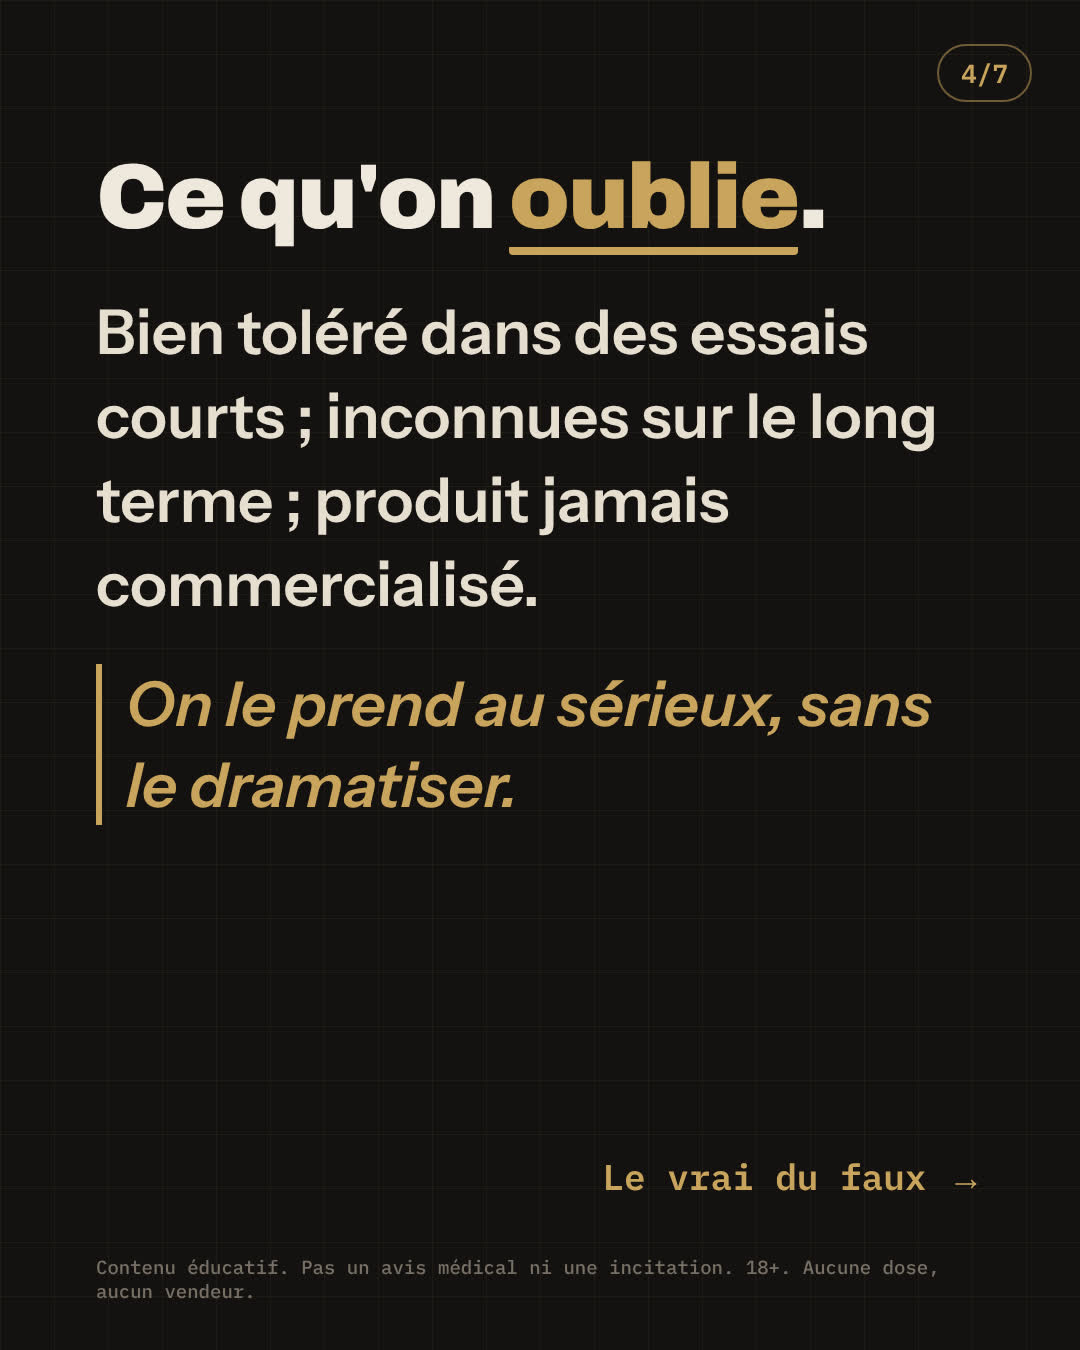 4/7
Ce qu'on oublie.
Bien toléré dans des essais
courts ; inconnues sur le long
terme ; produit jamais
commercialisé.
On le prend au sérieux, sans
le dramatiser.
Le vrai du faux →
Contenu éducatif. Pas un avis médical ni une incitation. 18+. Aucune dose,
aucun vendeur.